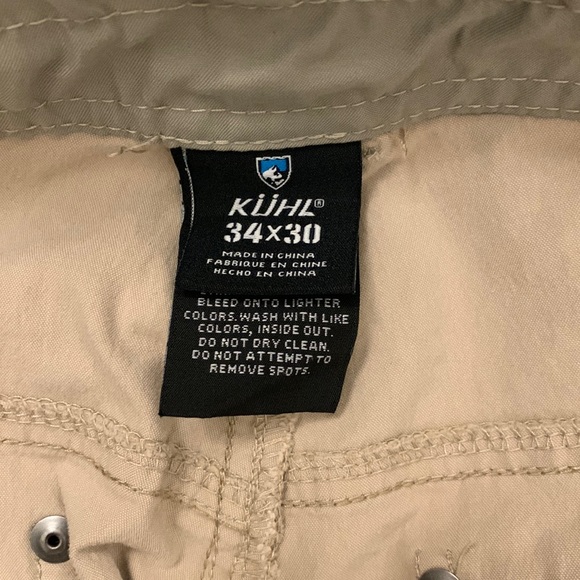 KÜHL®
34X30
MADE IN CHINA
FABRIQUE EN CHINE
HECHO EN CHINA
BLEED ONTO LIGHTER
COLORS. WASH WITH LIKE
COLORS, INSIDE OUT.
DO NOT DRY CLEAN.
DO NOT ATTEMPT TO
REMOVE SPOTS.